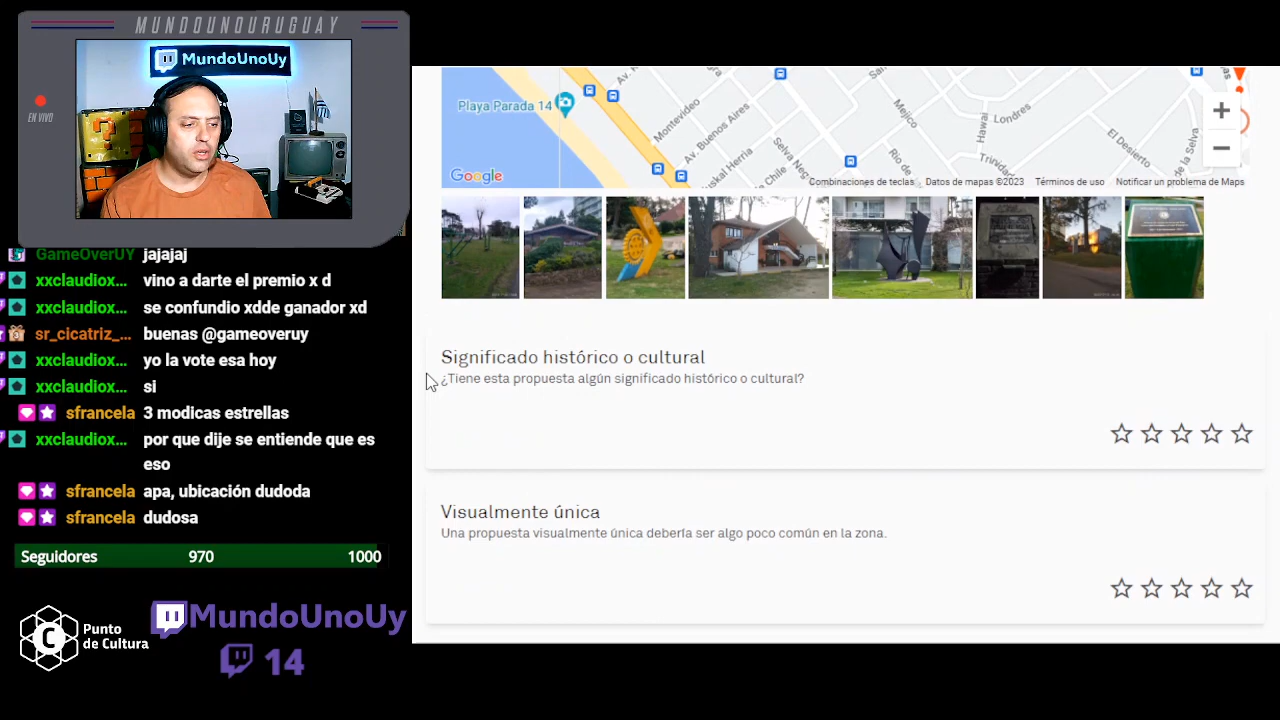 MUNDOUNOURUGUAY
MundoUnoUy
EN VIVO
GameOverUY jajajaj
xxclaudiox... vino a darte el premio x d
xxclaudiox... se confundio xdde ganador xd
sr_cicatriz_... buenas @gameoveruy
xxclaudiox... yo la vote esa hoy
xxclaudiox... si
sfrancela 3 modicas estrellas
xxclaudiox... por que dije se entiende que es
eso
sfrancela apa, ubicación dudoda
sfrancela dudosa
Seguidores 970 1000
Punto
de Cultura
MundoUnoUy
14
Playa Parada 14
Montevideo
Av. Buenos Aires
Mejico
Hawai
Londres
Trinidad
El Desierto
de la Selva
Google
Combinaciones de teclas
Datos de mapas ©2023
Términos de uso
Notificar un problema de Maps
Significado histórico o cultural
¿Tiene esta propuesta algún significado histórico o cultural?
Visualmente única
Una propuesta visualmente única debería ser algo poco común en la zona.